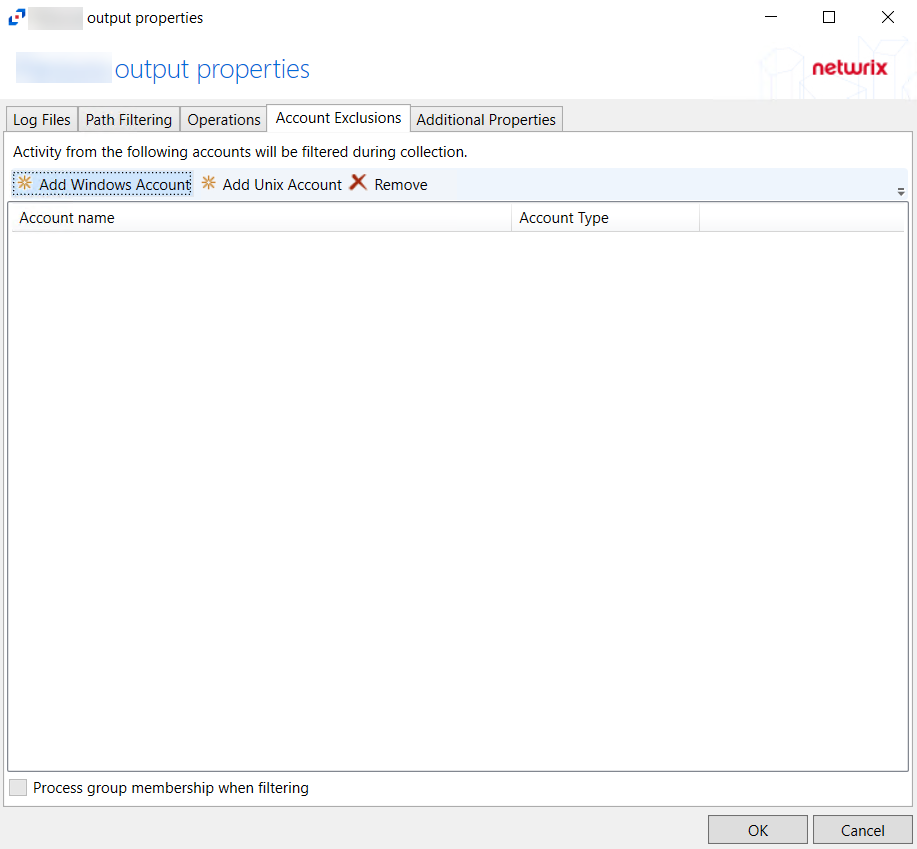 output properties
output properties
netwrix
Log Files Path Filtering Operations Account Exclusions Additional Properties
Activity from the following accounts will be filtered during collection.
Add Windows Account Add Unix Account Remove
Account name Account Type
Process group membership when filtering
OK Cancel